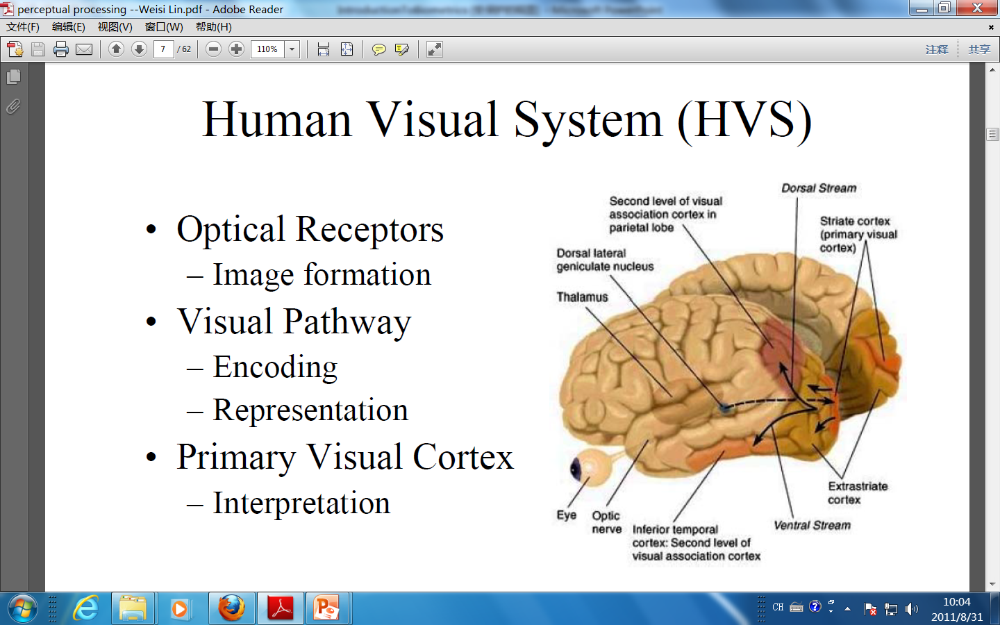 perceptual processing --Weisi Lin.pdf - Adobe Reader
文件(F) 编辑(E) 视图(V) 窗口(W) 帮助(H)
7 / 62 110% 注释 共享
Human Visual System (HVS)
• Optical Receptors
– Image formation
• Visual Pathway
– Encoding
– Representation
• Primary Visual Cortex
– Interpretation
Dorsal Stream
Second level of visual
association cortex in
parietal lobe
Striate cortex
(primary visual
cortex)
Dorsal lateral
geniculate nucleus
Thalamus
Extrastriate
cortex
Eye
Optic
nerve
Inferior temporal
cortex: Second level of
visual association cortex
Ventral Stream
CH
10:04
2011/8/31